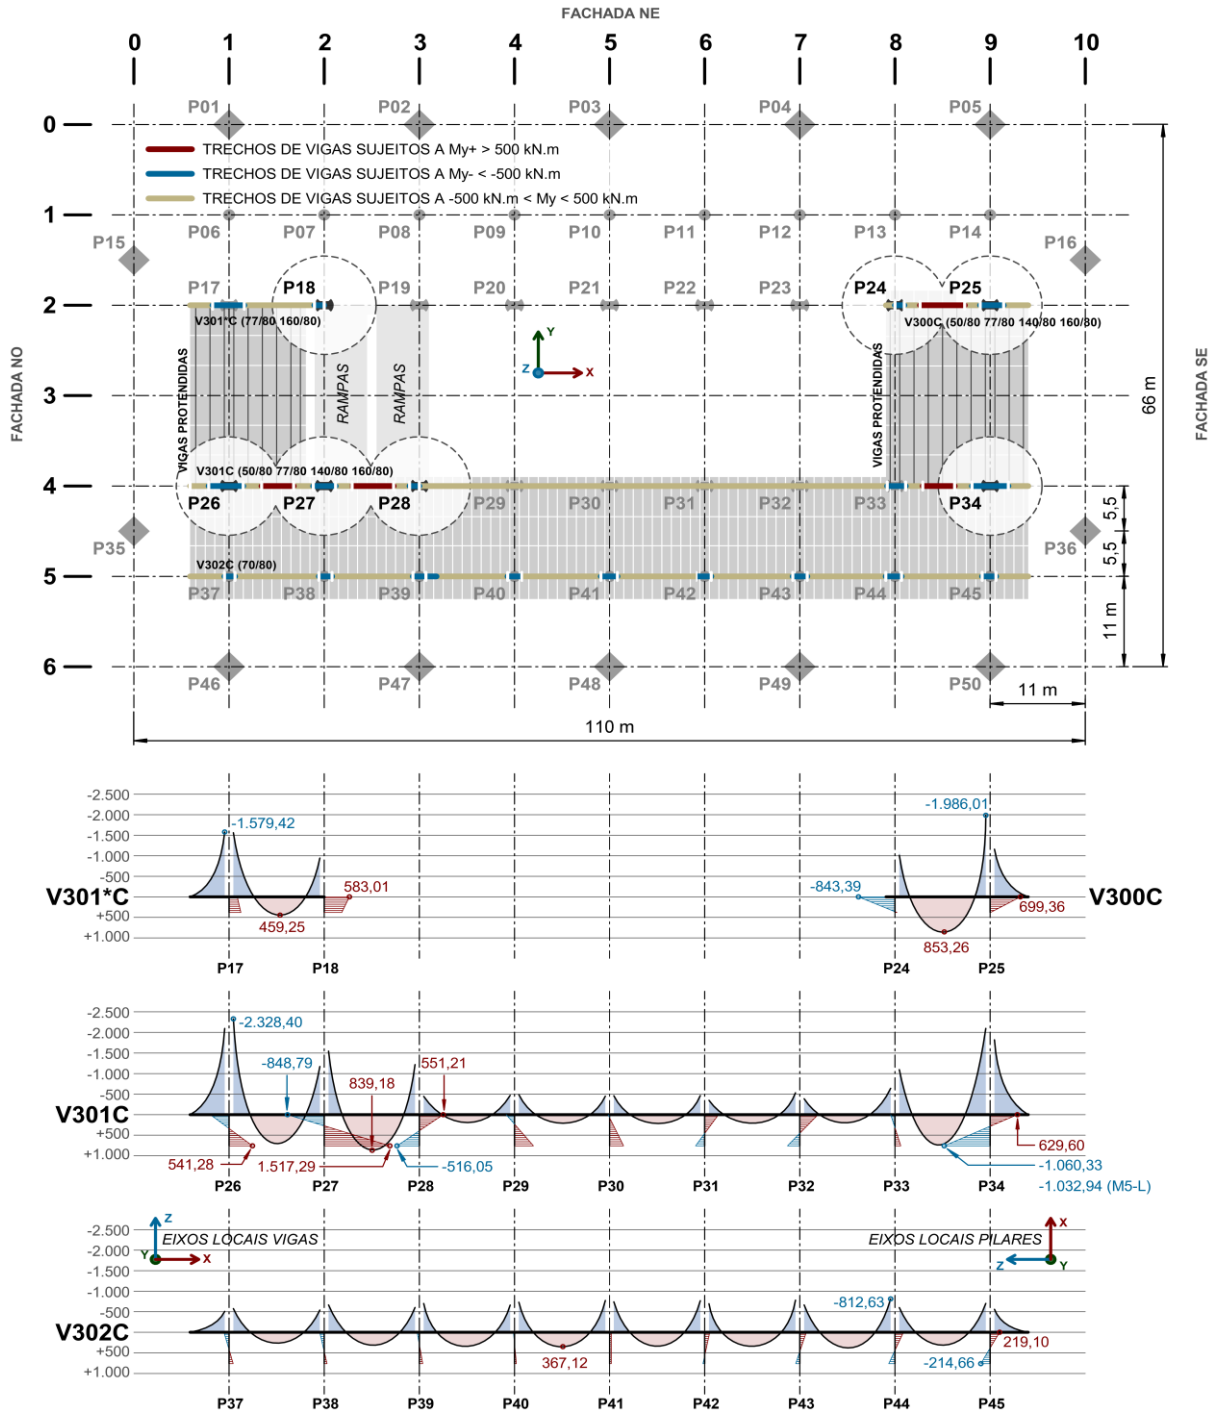 FACHADA NE
0 1 2 3 4 5 6 7 8 9 10
P01 P02 P03 P04 P05
0
TRECHOS DE VIGAS SUJEITOS A My+ > 500 kN.m
TRECHOS DE VIGAS SUJEITOS A My- < -500 kN.m
TRECHOS DE VIGAS SUJEITOS A -500 kN.m < My < 500 kN.m
1
P06 P07 P08 P09 P10 P11 P12 P13 P14
P15 P16
P17 P18 P19 P20 P21 P22 P23 P24 P25
2
V301*C (77/80 160/80)
V300C (50/80 77/80 140/80 160/80)
Y
Z X
VIGAS PROTENDIDAS
RAMPAS
RAMPAS
VIGAS PROTENDIDAS
FACHADA NO
FACHADA SE
3
66 m
V301C (50/80 77/80 140/80 160/80)
4
P26 P27 P28 P29 P30 P31 P32 P33 P34
5,5
P35 P36
5,5
V302C (70/80)
5
P37 P38 P39 P40 P41 P42 P43 P44 P45
11 m
6
P46 P47 P48 P49 P50
11 m
110 m
-2.500
-2.000
-1.500
-1.000
-500
V301*C
+500
+1.000
-1.579,42
583,01
459,25
-1.986,01
-843,39
V300C
699,36
853,26
P17 P18 P24 P25
-2.500
-2.000
-1.500
-1.000
-500
V301C
+500
+1.000
-2.328,40
-848,79
839,18
551,21
541,28
1.517,29
-516,05
629,60
-1.060,33
-1.032,94 (M5-L)
P26 P27 P28 P29 P30 P31 P32 P33 P34
Z
Y X
EIXOS LOCAIS VIGAS
EIXOS LOCAIS PILARES
X
Z Y
-2.500
-2.000
-1.500
-1.000
-500
V302C
+500
+1.000
-812,63
219,10
367,12
-214,66
P37 P38 P39 P40 P41 P42 P43 P44 P45